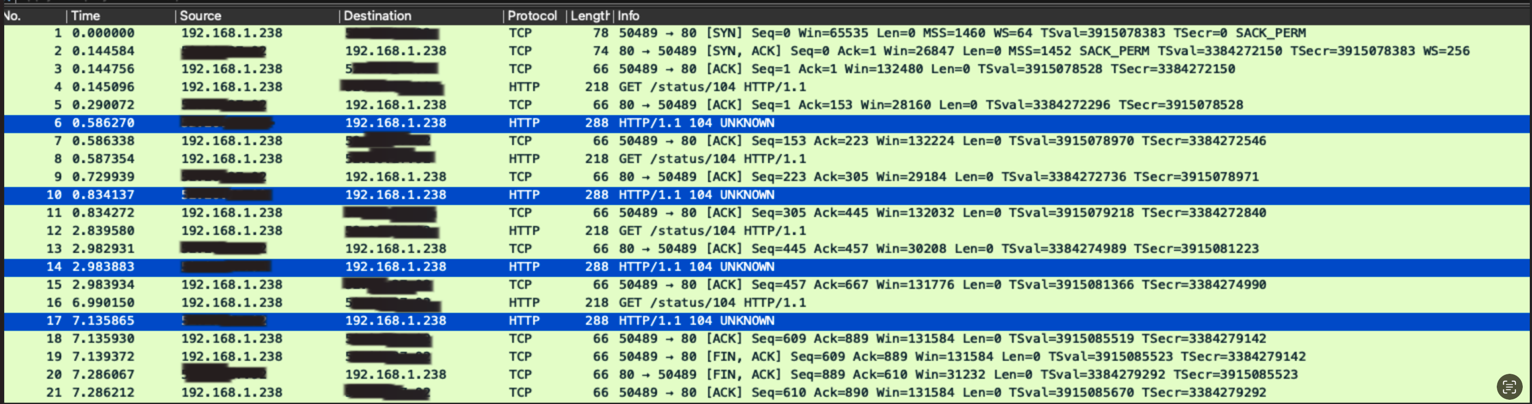 No. Time Source Destination Protocol Length Info
1 0.000000 192.168.1.238 TCP 78 50489 → 80 [SYN] Seq=0 Win=65535 Len=0 MSS=1460 WS=64 TSval=3915078383 TSecr=0 SACK_PERM
2 0.144584 192.168.1.238 TCP 74 80 → 50489 [SYN, ACK] Seq=0 Ack=1 Win=26847 Len=0 MSS=1452 SACK_PERM TSval=3384272150 TSecr=3915078383 WS=256
3 0.144756 192.168.1.238 5 TCP 66 50489 → 80 [ACK] Seq=1 Ack=1 Win=132480 Len=0 TSval=3915078528 TSecr=3384272150
4 0.145096 192.168.1.238 HTTP 218 GET /status/104 HTTP/1.1
5 0.290072 192.168.1.238 TCP 66 80 → 50489 [ACK] Seq=1 Ack=153 Win=28160 Len=0 TSval=3384272296 TSecr=3915078528
6 0.586270 192.168.1.238 HTTP 288 HTTP/1.1 104 UNKNOWN
7 0.586338 192.168.1.238 TCP 66 50489 → 80 [ACK] Seq=153 Ack=223 Win=132224 Len=0 TSval=3915078970 TSecr=3384272546
8 0.587354 192.168.1.238 HTTP 218 GET /status/104 HTTP/1.1
9 0.729939 192.168.1.238 TCP 66 80 → 50489 [ACK] Seq=223 Ack=305 Win=29184 Len=0 TSval=3384272736 TSecr=3915078971
10 0.834137 192.168.1.238 HTTP 288 HTTP/1.1 104 UNKNOWN
11 0.834272 192.168.1.238 TCP 66 50489 → 80 [ACK] Seq=305 Ack=445 Win=132032 Len=0 TSval=3915079218 TSecr=3384272840
12 2.839580 192.168.1.238 HTTP 218 GET /status/104 HTTP/1.1
13 2.982931 192.168.1.238 TCP 66 80 → 50489 [ACK] Seq=445 Ack=457 Win=30208 Len=0 TSval=3384274989 TSecr=3915081223
14 2.983883 192.168.1.238 HTTP 288 HTTP/1.1 104 UNKNOWN
15 2.983934 192.168.1.238 TCP 66 50489 → 80 [ACK] Seq=457 Ack=667 Win=131776 Len=0 TSval=3915081366 TSecr=3384274990
16 6.990150 192.168.1.238 HTTP 218 GET /status/104 HTTP/1.1
17 7.135865 192.168.1.238 HTTP 288 HTTP/1.1 104 UNKNOWN
18 7.135930 192.168.1.238 TCP 66 50489 → 80 [ACK] Seq=609 Ack=889 Win=131584 Len=0 TSval=3915085519 TSecr=3384279142
19 7.139372 192.168.1.238 TCP 66 50489 → 80 [FIN, ACK] Seq=609 Ack=889 Win=131584 Len=0 TSval=3915085523 TSecr=3384279142
20 7.286067 192.168.1.238 TCP 66 80 → 50489 [FIN, ACK] Seq=889 Ack=610 Win=31232 Len=0 TSval=3384279292 TSecr=3915085523
21 7.286212 192.168.1.238 TCP 66 50489 → 80 [ACK] Seq=610 Ack=890 Win=131584 Len=0 TSval=3915085670 TSecr=3384279292